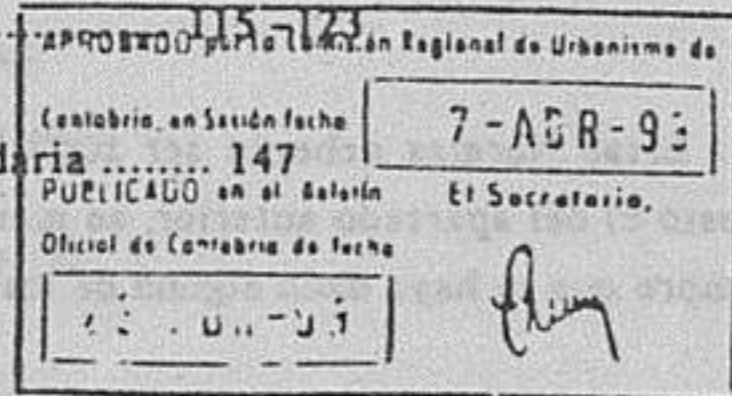 115 - 123
APROBADO por la Comisión Regional de Urbanismo de
Cantabria, en Sesión fecha
7 - ABR - 93
daria ........ 147
PUBLICADO en el Boletín
El Secretario,
Oficial de Cantabria de fecha